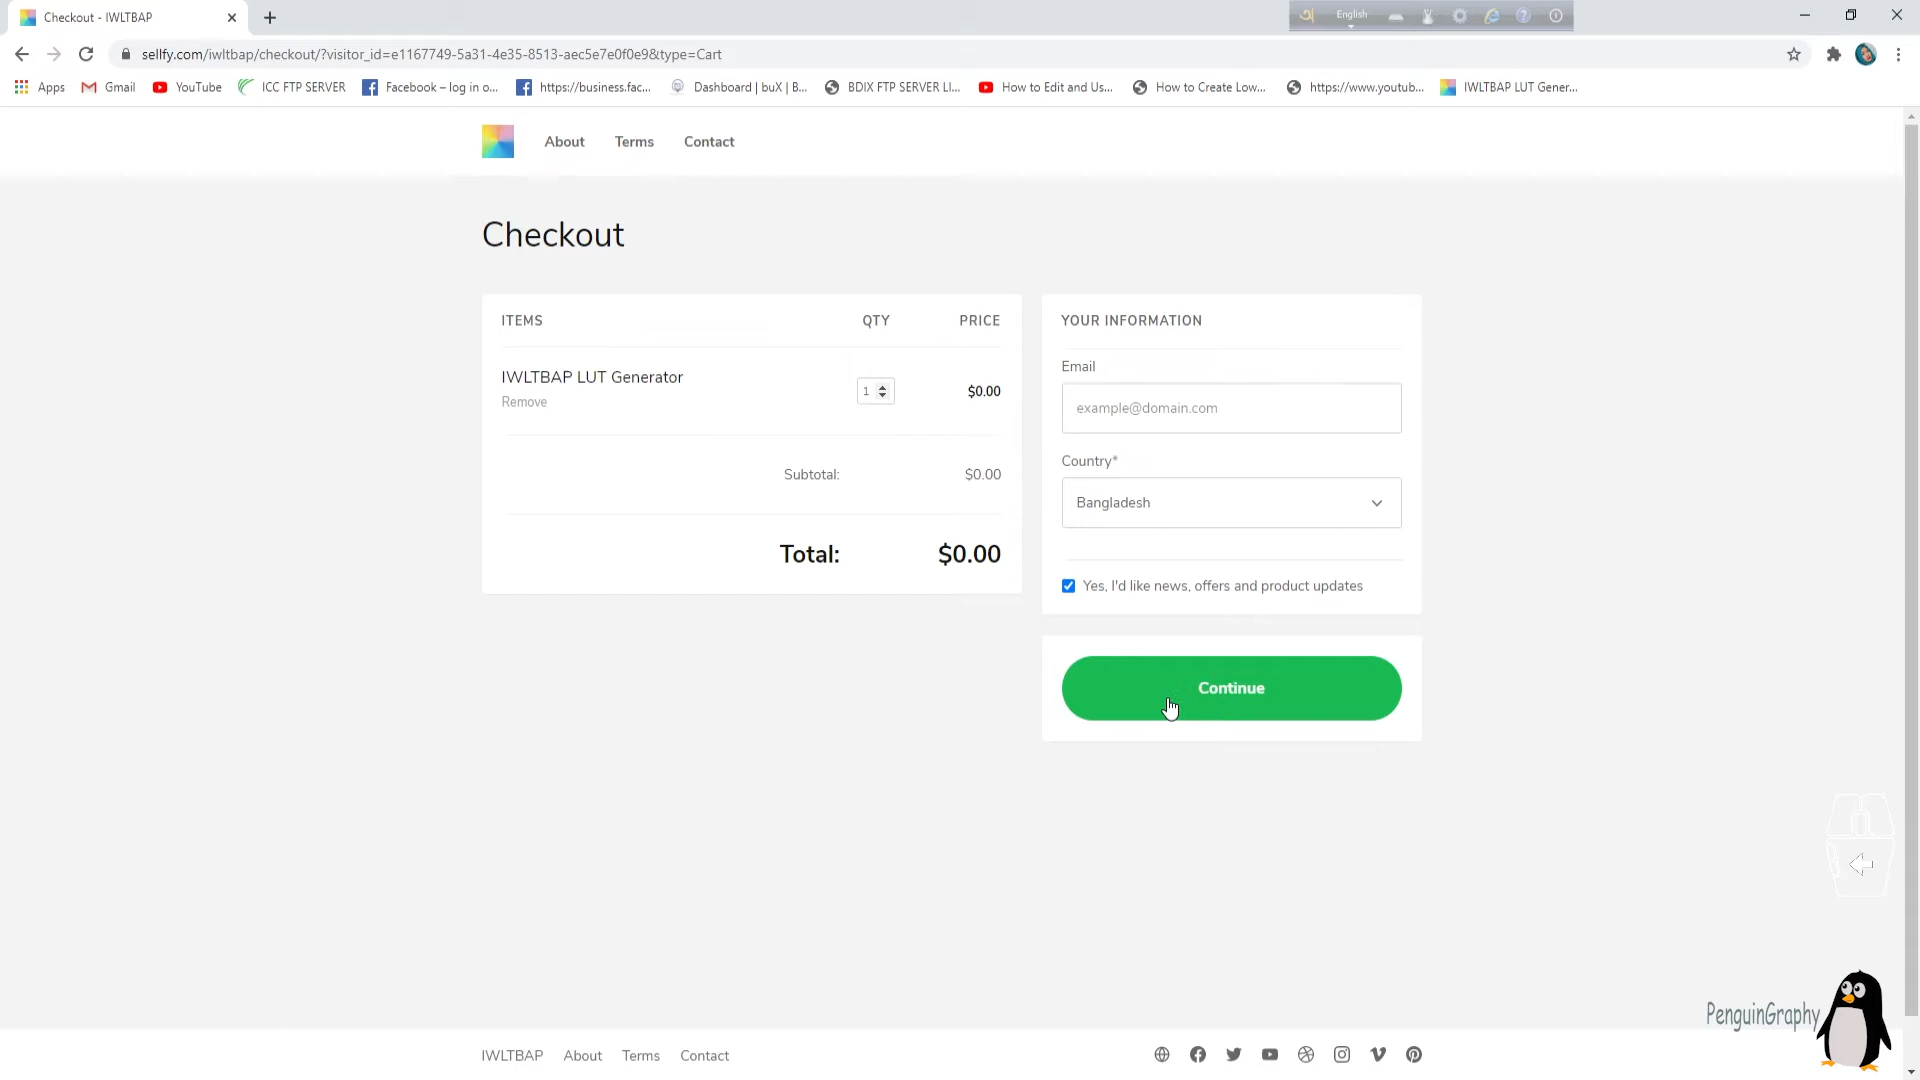 Checkout - IWLTBAP
English
sellfy.com/iwltbap/checkout/?visitor_id=e1167749-5a31-4e35-8513-aec5e7e0f0e9&type=Cart
Apps Gmail YouTube ICC FTP SERVER Facebook – log in o... https://business.fac... Dashboard | buX | B... BDIX FTP SERVER LI... How to Edit and Us... How to Create Low... https://www.youtub... IWLTBAP LUT Gener...
About Terms Contact
Checkout
ITEMS QTY PRICE
IWLTBAP LUT Generator 1 $0.00
Remove
Subtotal: $0.00
Total: $0.00
YOUR INFORMATION
Email
example@domain.com
Country*
Bangladesh
Yes, I'd like news, offers and product updates
Continue
PenguinGraphy
IWLTBAP About Terms Contact